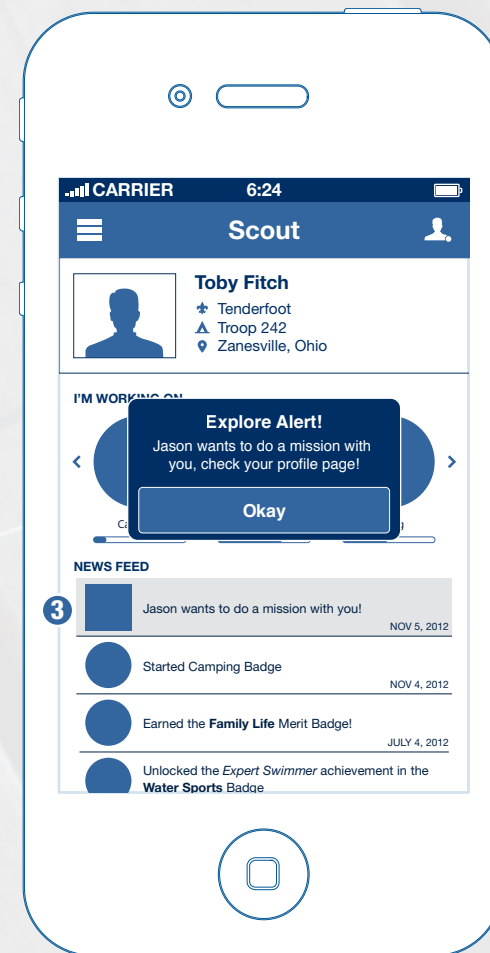 CARRIER 6:24
Scout
Toby Fitch
Tenderfoot
Troop 242
Zanesville, Ohio
I'M WORKING ON
Explore Alert!
Jason wants to do a mission with
you, check your profile page!
Okay
NEWS FEED
3
Jason wants to do a mission with you!
NOV 5, 2012
Started Camping Badge
NOV 4, 2012
Earned the Family Life Merit Badge!
JULY 4, 2012
Unlocked the Expert Swimmer achievement in the
Water Sports Badge